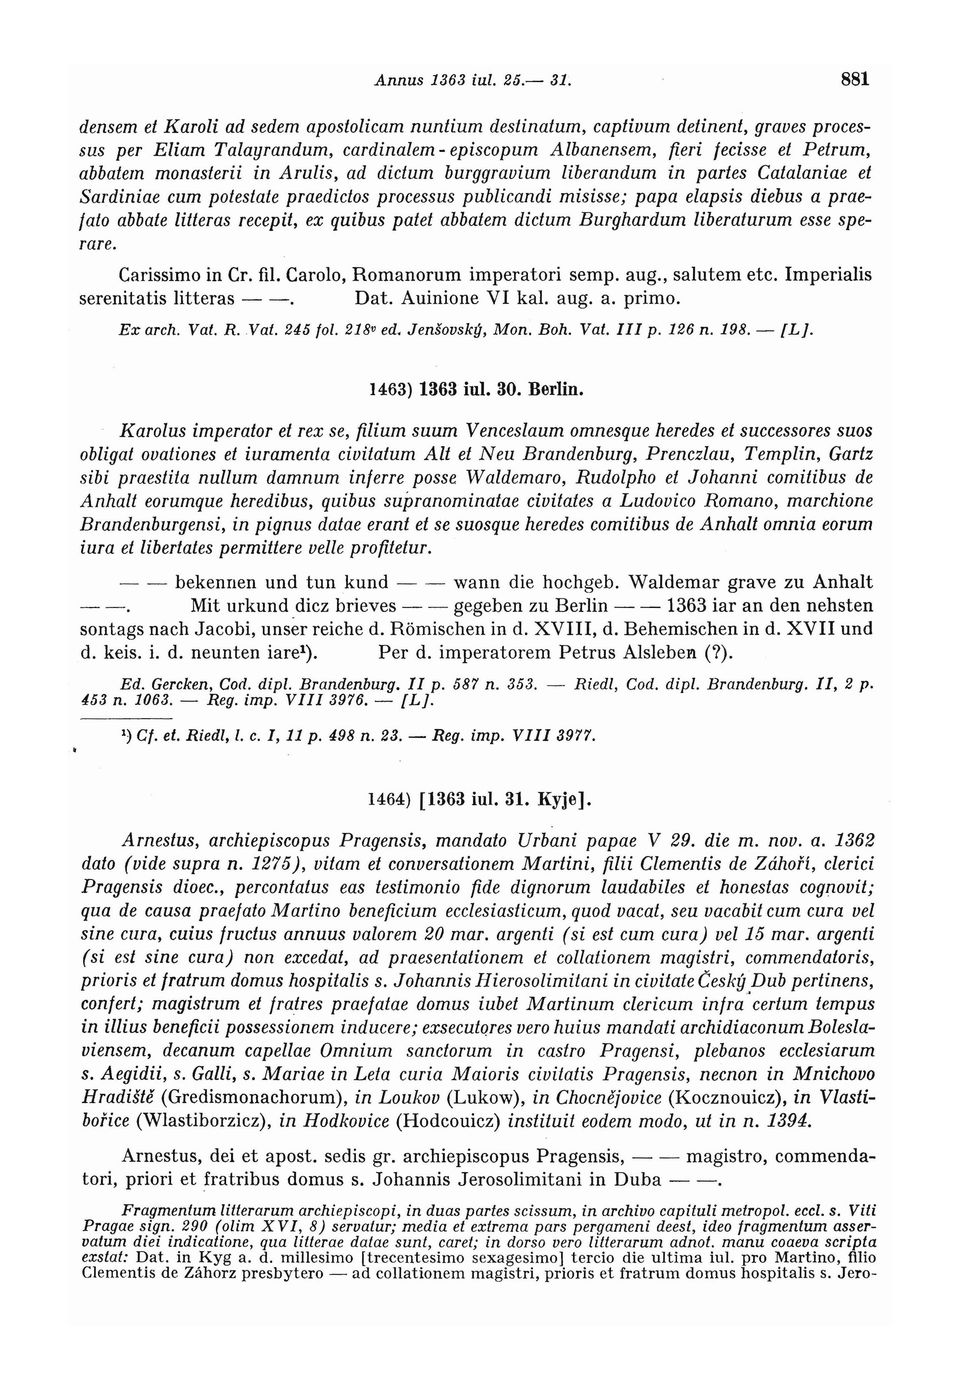 Annus 1363 iul. 25.— 31. 881
densem et Karoli ad sedem apostolicam nuntium destinatum, captivum detinent, graves proces-
sus per Eliam Talayrandum, cardinalem - episcopum Albanensem, fieri fecisse et Petrum,
abbatem monasterii in Arulis, ad dictum burggravium liberandum in partes Catalaniae et
Sardiniae cum potestate praedictos processus publicandi misisse; papa elapsis diebus a prae-
fato abbate litteras recepit, ex quibus patet abbatem dictum Burghardum liberaturum esse spe-
rare.
Carissimo in Cr. fil. Carolo, Romanorum imperatori semp. aug., salutem etc. Imperialis
serenitatis litteras — —. Dat. Auinione VI kal. aug. a. primo.
Ex arch. Vat. R. Vat. 245 fol. 218ᵛ ed. Jenšovský, Mon. Boh. Vat. III p. 126 n. 198. — [L].
1463) 1363 iul. 30. Berlin.
Karolus imperator et rex se, filium suum Venceslaum omnesque heredes et successores suos
obligat ovationes et iuramenta civitatum Alt et Neu Brandenburg, Prenczlau, Templin, Gartz
sibi praestita nullum damnum inferre posse Waldemaro, Rudolpho et Johanni comitibus de
Anhalt eorumque heredibus, quibus supranominatae civitates a Ludovico Romano, marchione
Brandenburgensi, in pignus datae erant et se suosque heredes comitibus de Anhalt omnia eorum
iura et libertates permittere velle profitetur.
— — bekennen und tun kund — — wann die hochgeb. Waldemar grave zu Anhalt
— —. Mit urkund dicz brieves — — gegeben zu Berlin — — 1363 iar an den nehsten
sontags nach Jacobi, unser reiche d. Römischen in d. XVIII, d. Behemischen in d. XVII und
d. keis. i. d. neunten iare¹). Per d. imperatorem Petrus Alsleben (?).
Ed. Gercken, Cod. dipl. Brandenburg. II p. 587 n. 353. — Riedl, Cod. dipl. Brandenburg. II, 2 p.
453 n. 1063. — Reg. imp. VIII 3976. — [L].
¹) Cf. et. Riedl, l. c. I, 11 p. 498 n. 23. — Reg. imp. VIII 3977.
1464) [1363 iul. 31. Kyje].
Arnestus, archiepiscopus Pragensis, mandato Urbani papae V 29. die m. nov. a. 1362
dato (vide supra n. 1275), vitam et conversationem Martini, filii Clementis de Záhoří, clerici
Pragensis dioec., percontatus eas testimonio fide dignorum laudabiles et honestas cognovit;
qua de causa praefato Martino beneficium ecclesiasticum, quod vacat, seu vacabit cum cura vel
sine cura, cuius fructus annuus valorem 20 mar. argenti (si est cum cura) vel 15 mar. argenti
(si est sine cura) non excedat, ad praesentationem et collationem magistri, commendatoris,
prioris et fratrum domus hospitalis s. Johannis Hierosolimitani in civitate Český Dub pertinens,
confert; magistrum et fratres praefatae domus iubet Martinum clericum infra certum tempus
in illius beneficii possessionem inducere; exsecutores vero huius mandati archidiaconum Bolesla-
viensem, decanum capellae Omnium sanctorum in castro Pragensi, plebanos ecclesiarum
s. Aegidii, s. Galli, s. Mariae in Leta curia Maioris civitatis Pragensis, necnon in Mnichovo
Hradiště (Gredismonachorum), in Loukov (Lukow), in Chocnějovice (Kocznouicz), in Vlasti-
bořice (Wlastiborzicz), in Hodkovice (Hodcouicz) instituit eodem modo, ut in n. 1394.
Arnestus, dei et apost. sedis gr. archiepiscopus Pragensis, — — magistro, commenda-
tori, priori et fratribus domus s. Johannis Jerosolimitani in Duba — —.
Fragmentum litterarum archiepiscopi, in duas partes scissum, in archivo capituli metropol. eccl. s. Viti
Pragae sign. 290 (olim XVI, 8) servatur; media et extrema pars pergameni deest, ideo fragmentum asser-
vatum diei indicatione, qua litterae datae sunt, caret; in dorso vero litterarum adnot. manu coaeva scripta
exstat: Dat. in Kyg a. d. millesimo [trecentesimo sexagesimo] tercio die ultima iul. pro Martino, filio
Clementis de Záhorz presbytero — ad collationem magistri, prioris et fratrum domus hospitalis s. Jero-